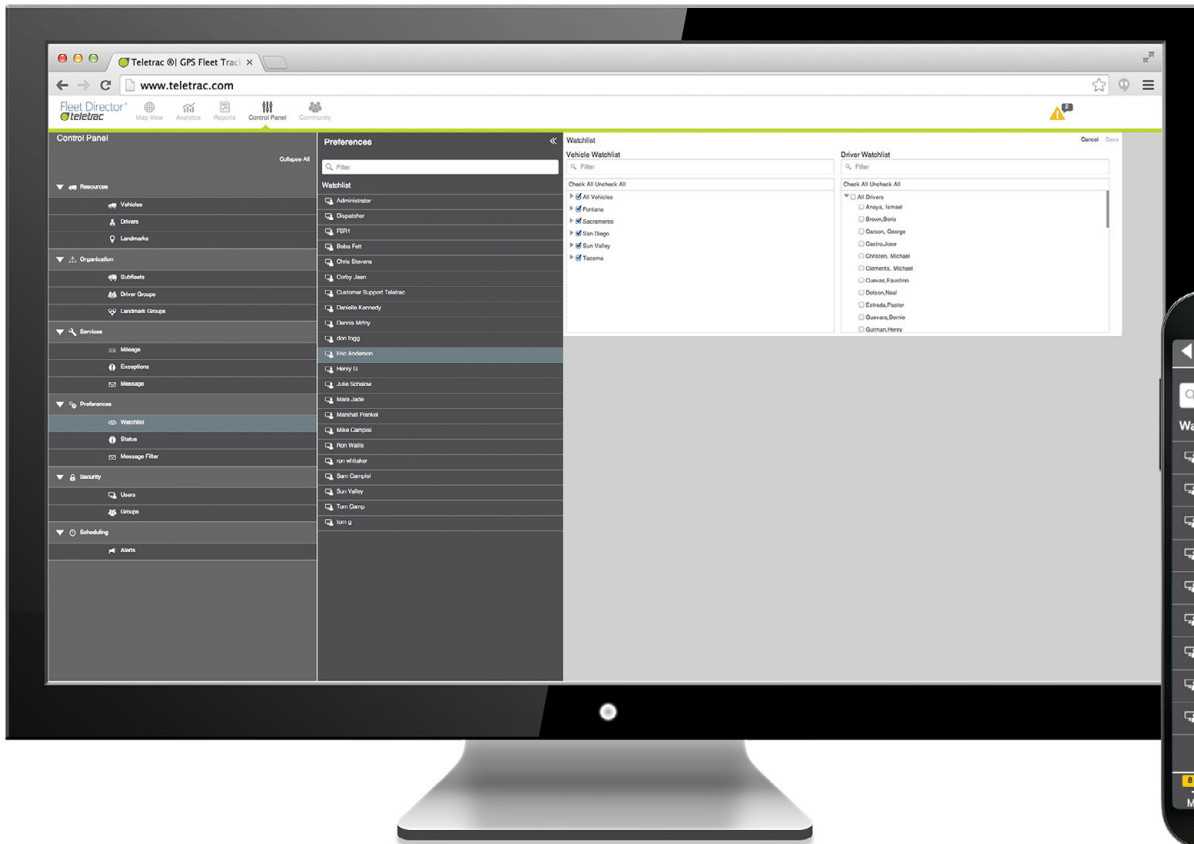 Teletrac ®| GPS Fleet Trac
www.teletrac.com
Fleet Director
teletrac
Map View
Analytics
Reports
Control Panel
Community
Control Panel
Collapse All
Resources
Vehicles
Drivers
Landmarks
Organization
Subfleets
Driver Groups
Landmark Groups
Services
Mileage
Exceptions
Message
Preferences
Watchlist
Status
Message Filter
Security
Users
Groups
Scheduling
Alerts
Preferences
Filter
Watchlist
Administrator
Dispatcher
FBR1
Boba Fett
Chris Stevens
Corby Jean
Customer Support Teletrac
Danielle Kennedy
Dennis
don fogg
Eric Anderson
Henry G
Julie Schalow
Mara Jade
Marshall Frankel
Mike Campisi
Ron Wallis
ron whitaker
Sam Campisi
Sun Valley
Tom Camp
tom g
Watchlist
Cancel Save
Vehicle Watchlist
Filter
Check All Uncheck All
All Vehicles
Fontana
Sacramento
San Diego
Sun Valley
Tacoma
Driver Watchlist
Filter
Check All Uncheck All
All Drivers
Anaya, Ismael
Brown,Boris
Carson, George
Castro,Jose
Christen, Michael
Clements, Michael
Cuevas,Faustino
Dotson,Neal
Estrada,Pastor
Guevara,Bernie
Gutman,Henry
Wa
8
M